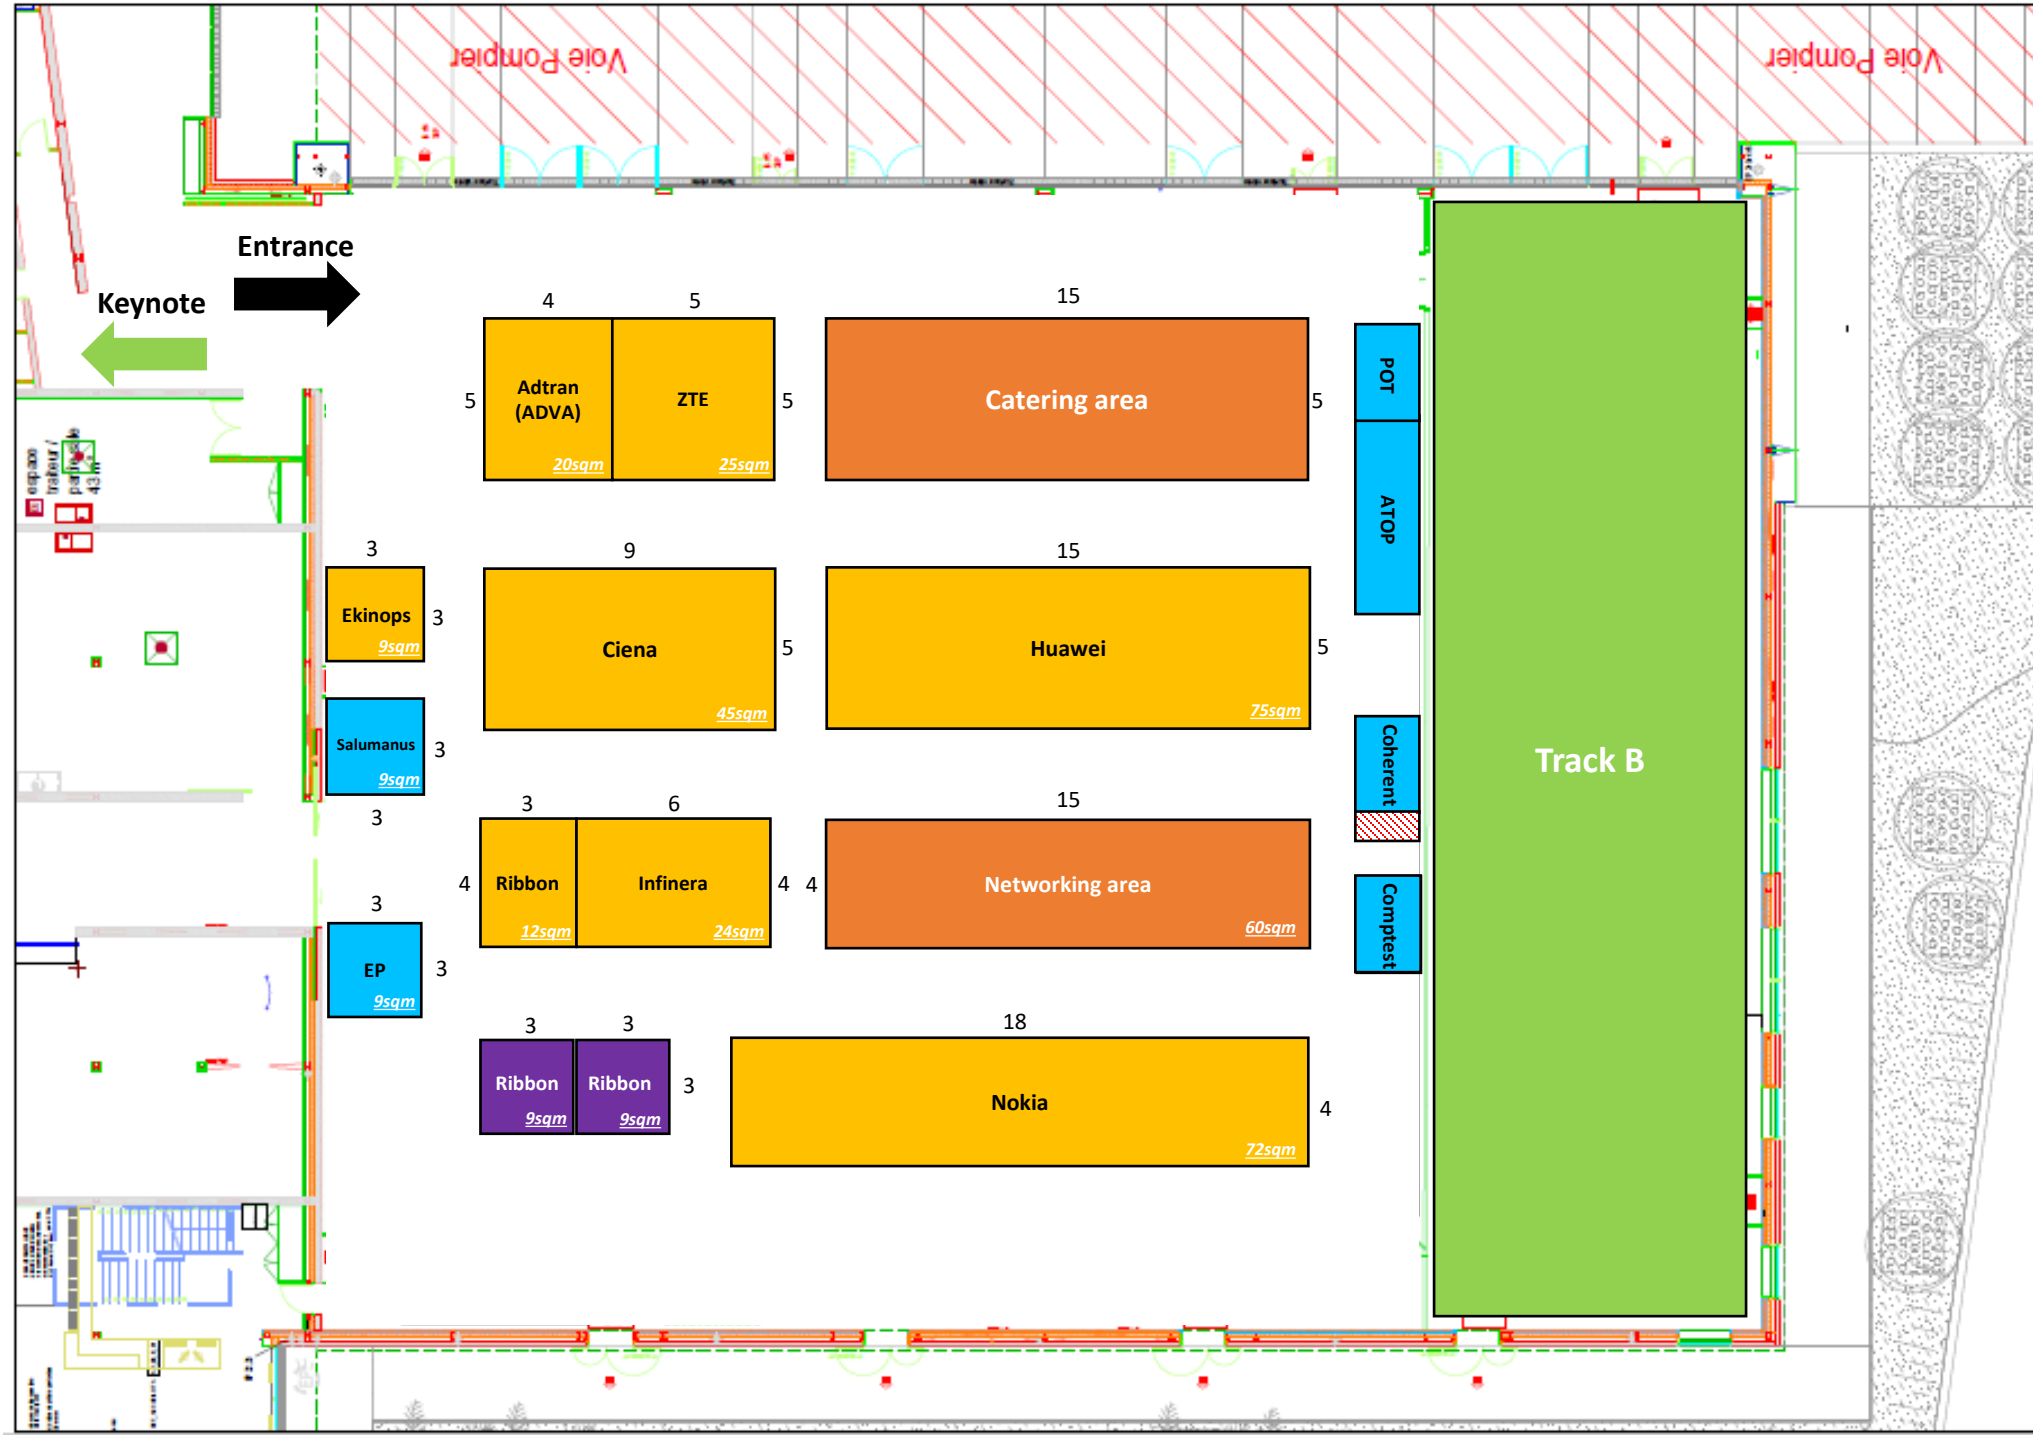 Voie Pompier
Voie Pompier
Entrance
Keynote
4
5
15
5
Adtran
(ADVA)
20sqm
ZTE
25sqm
5
Catering area
5
POT
ATOP
espace
traiteur /
43
3
9
15
Ekinops
9sqm
3
Ciena
45sqm
5
Huawei
75sqm
5
Salumanus
9sqm
3
3
Coherent
Track B
3
6
15
4
Ribbon
12sqm
Infinera
24sqm
4
4
Networking area
60sqm
Comptest
3
EP
9sqm
3
3
3
18
Ribbon
9sqm
Ribbon
9sqm
3
Nokia
72sqm
4